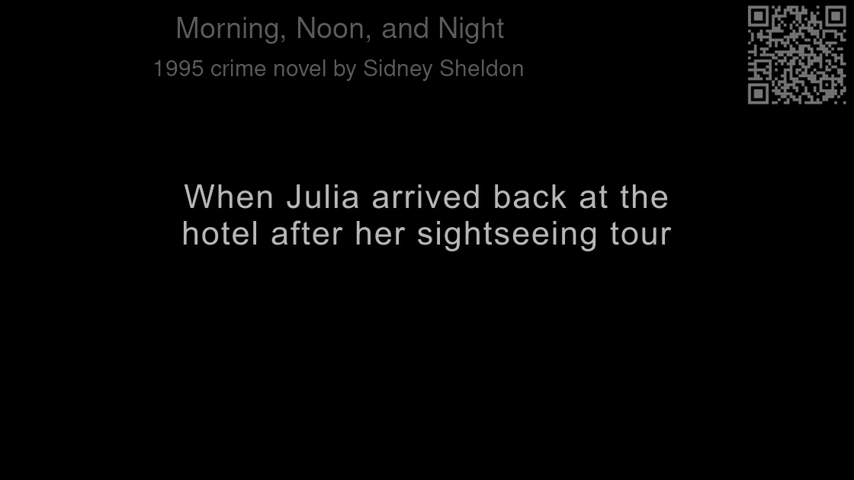 Morning, Noon, and Night
1995 crime novel by Sidney Sheldon
When Julia arrived back at the
hotel after her sightseeing tour